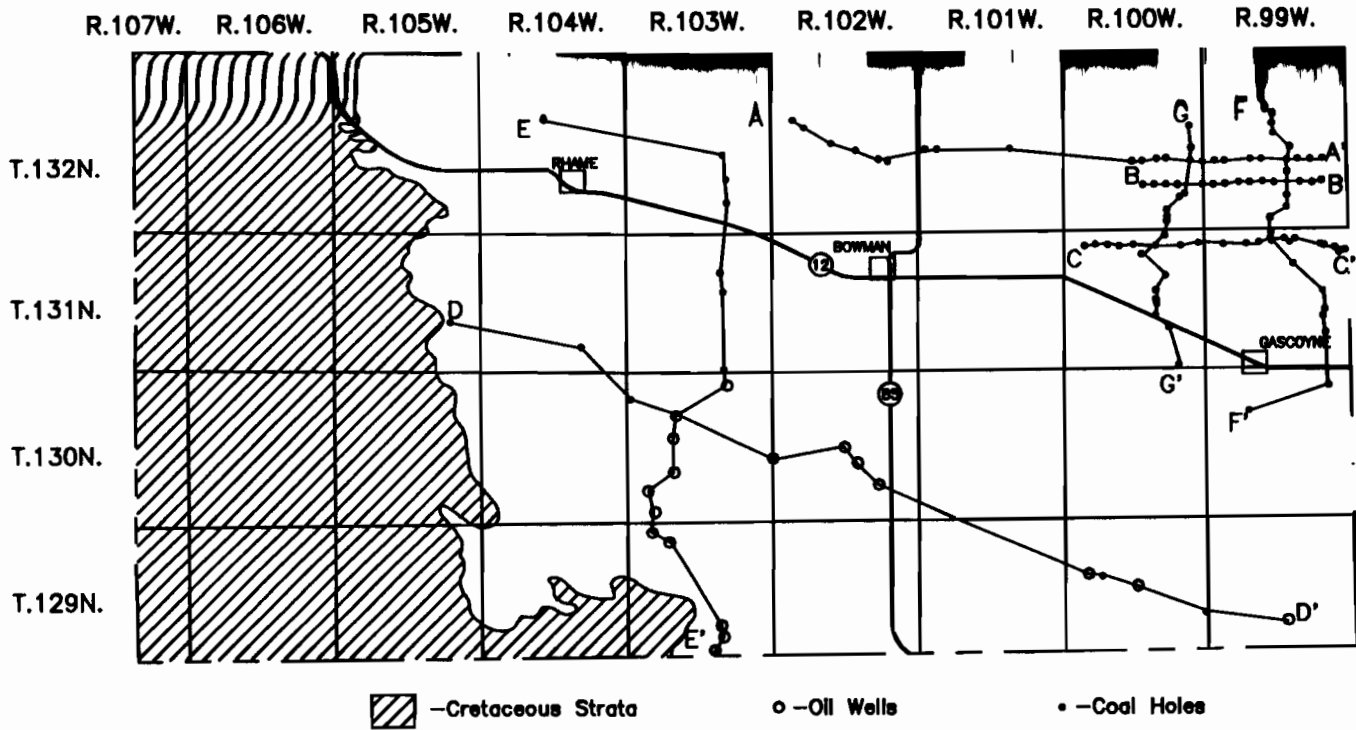 R.107W. R.106W. R.105W. R.104W. R.103W. R.102W. R.101W. R.100W. R.99W.
E A G F
T.132N. RHAME A'
B B'
BOWMAN
12 C C'
T.131N. D
GASCOYNE
G'
F'
T.130N.
T.129N.
D'
E'
-Cretaceous Strata -Oil Wells -Coal Holes